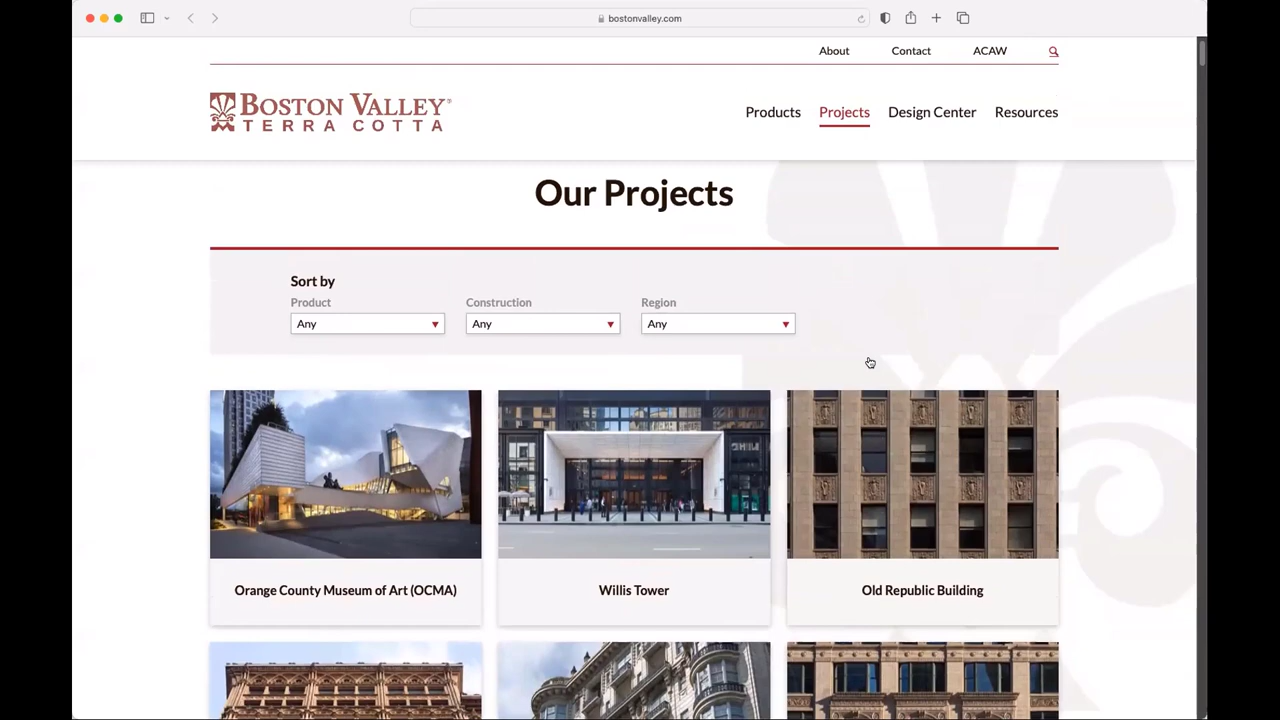 bostonvalley.com
About Contact ACAW
BOSTON VALLEY®
TERRA COTTA
Products Projects Design Center Resources
Our Projects
Sort by
Product Construction Region
Any Any Any
Orange County Museum of Art (OCMA) Willis Tower Old Republic Building